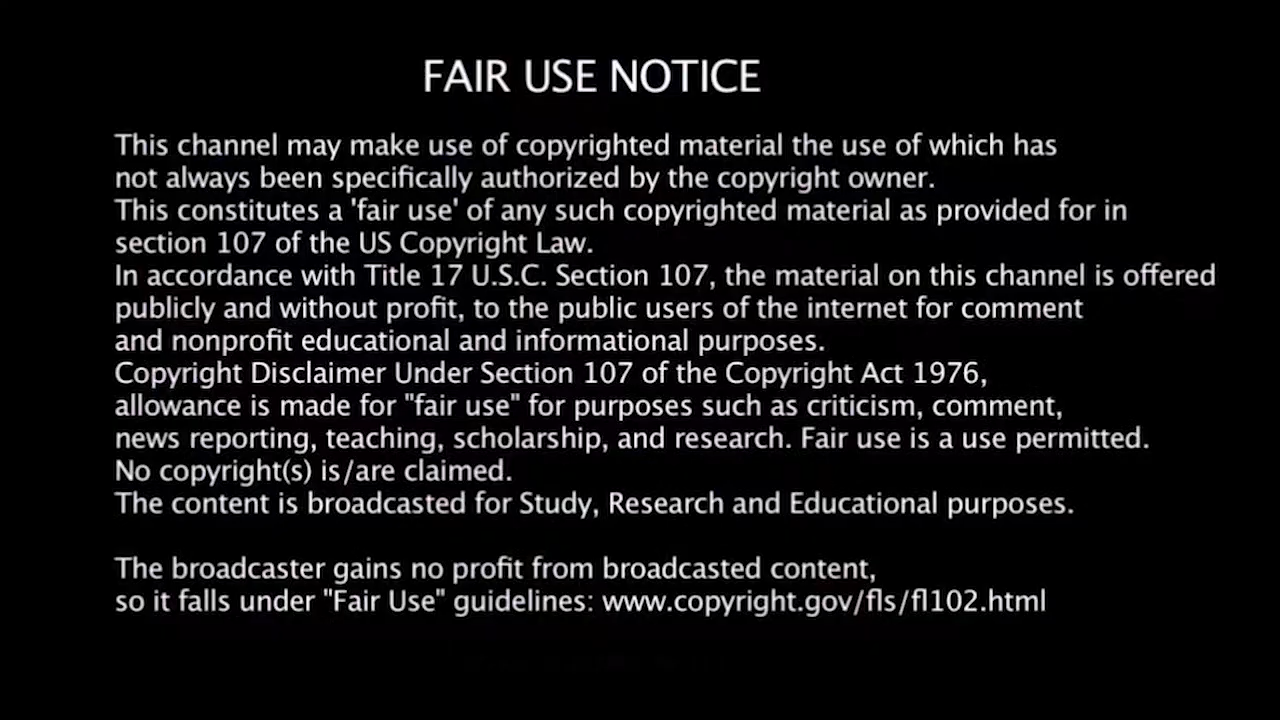 FAIR USE NOTICE
This channel may make use of copyrighted material the use of which has
not always been specifically authorized by the copyright owner.
This constitutes a 'fair use' of any such copyrighted material as provided for in
section 107 of the US Copyright Law.
In accordance with Title 17 U.S.C. Section 107, the material on this channel is offered
publicly and without profit, to the public users of the internet for comment
and nonprofit educational and informational purposes.
Copyright Disclaimer Under Section 107 of the Copyright Act 1976,
allowance is made for "fair use" for purposes such as criticism, comment,
news reporting, teaching, scholarship, and research. Fair use is a use permitted.
No copyright(s) is/are claimed.
The content is broadcasted for Study, Research and Educational purposes.
The broadcaster gains no profit from broadcasted content,
so it falls under "Fair Use" guidelines: www.copyright.gov/fls/fl102.html